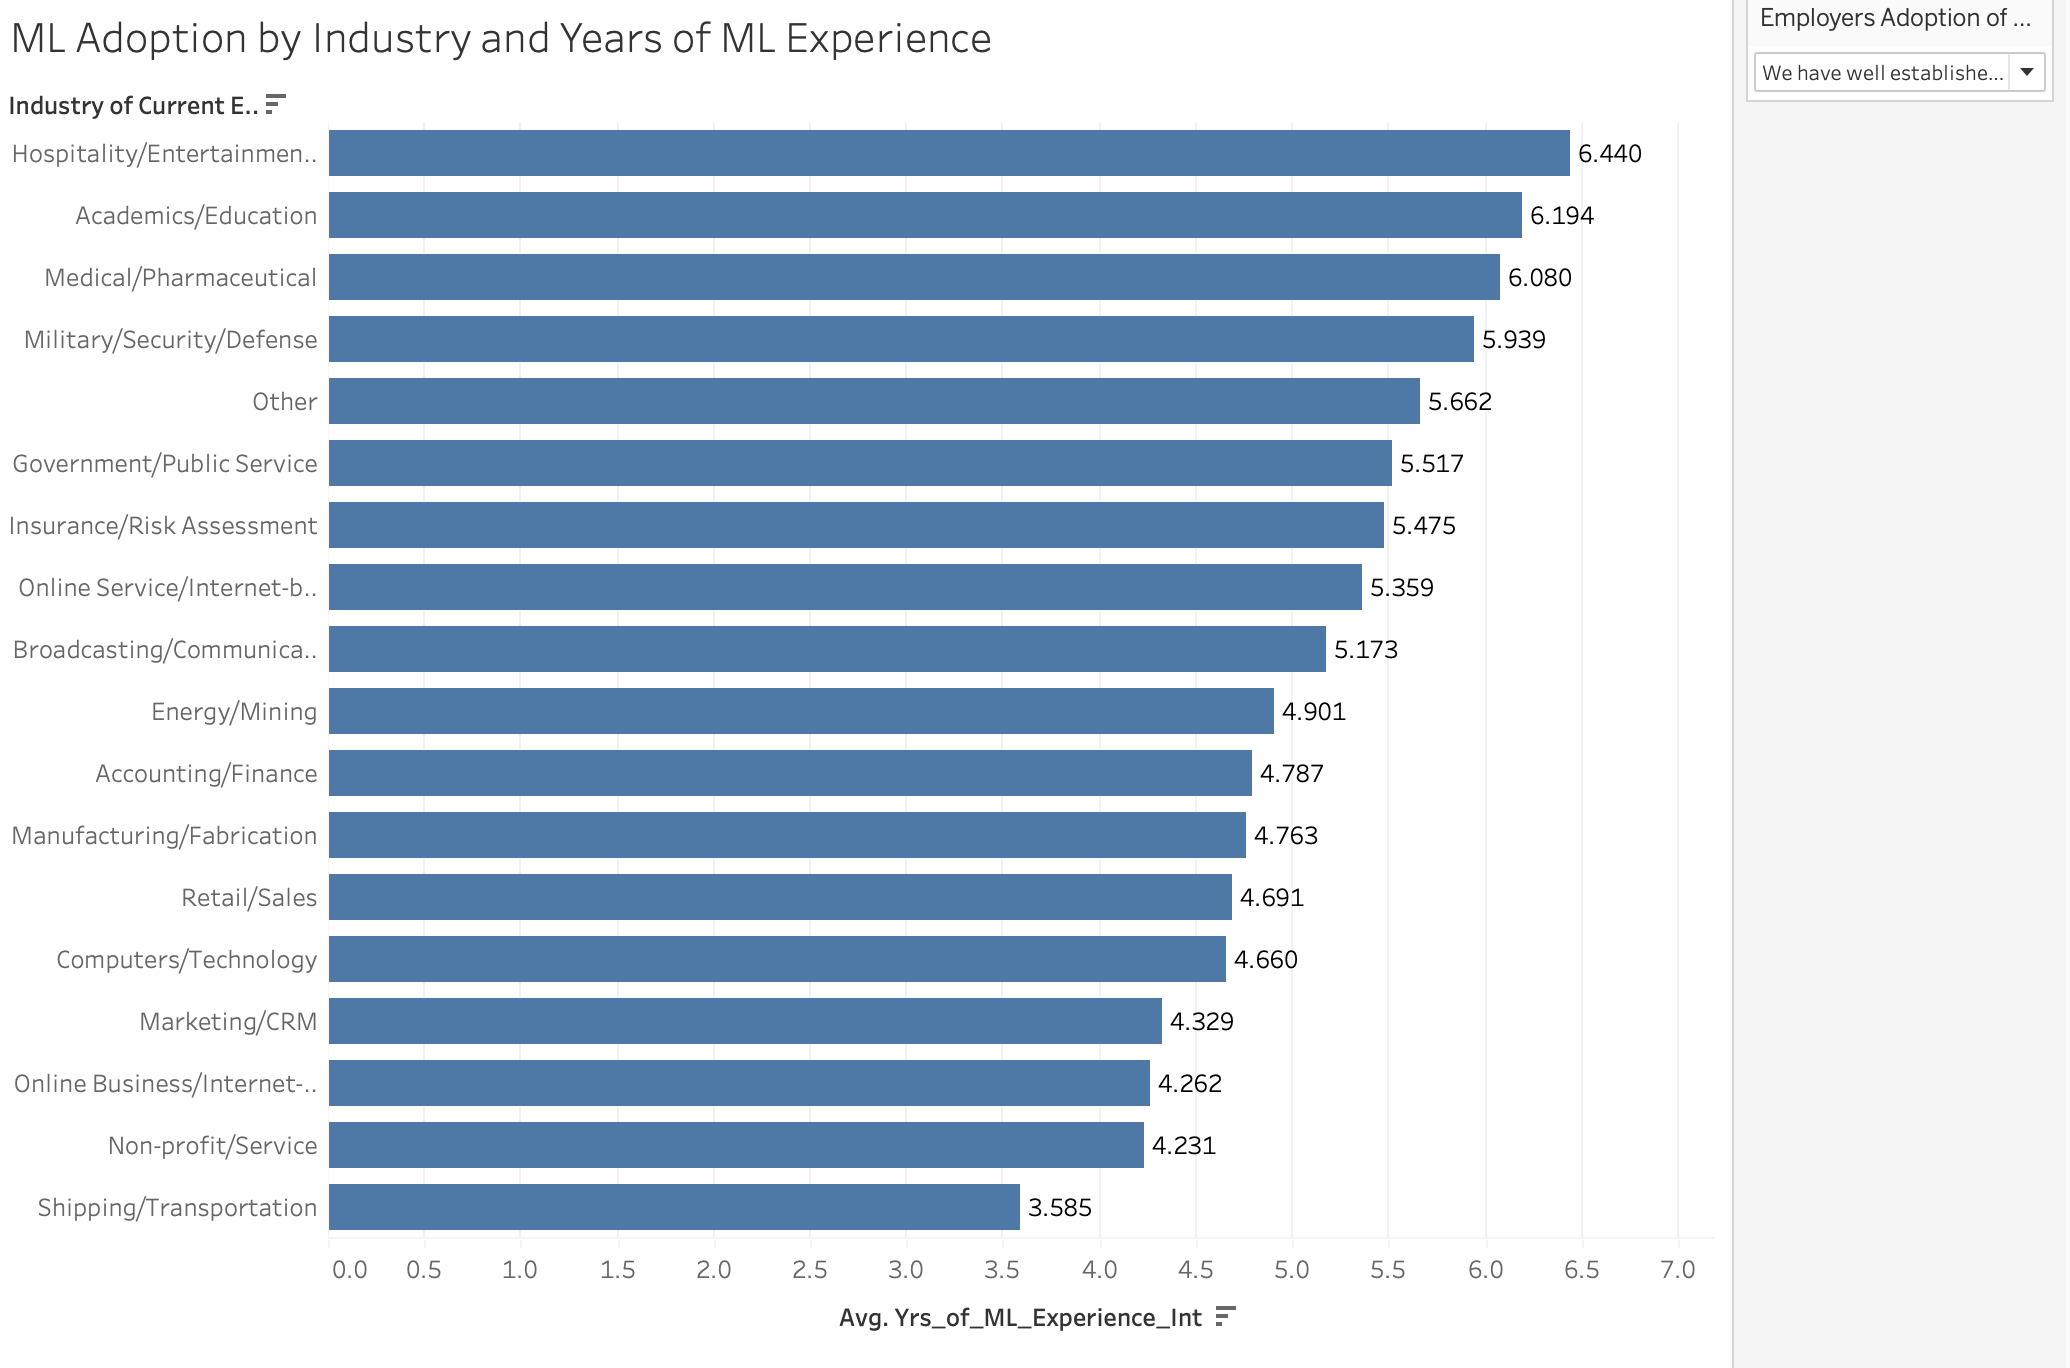 ML Adoption by Industry and Years of ML Experience
Employers Adoption of ...
We have well establishe...
Industry of Current E..
Hospitality/Entertainmen.. 6.440
Academics/Education 6.194
Medical/Pharmaceutical 6.080
Military/Security/Defense 5.939
Other 5.662
Government/Public Service 5.517
Insurance/Risk Assessment 5.475
Online Service/Internet-b.. 5.359
Broadcasting/Communica.. 5.173
Energy/Mining 4.901
Accounting/Finance 4.787
Manufacturing/Fabrication 4.763
Retail/Sales 4.691
Computers/Technology 4.660
Marketing/CRM 4.329
Online Business/Internet-.. 4.262
Non-profit/Service 4.231
Shipping/Transportation 3.585
0.0 0.5 1.0 1.5 2.0 2.5 3.0 3.5 4.0 4.5 5.0 5.5 6.0 6.5 7.0
Avg. Yrs_of_ML_Experience_Int